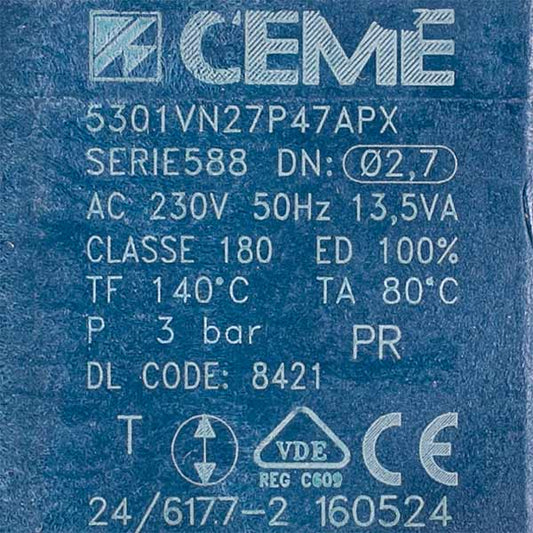 CEME
5301VN27P47APX
SERIE588 DN: Ø2,7
AC 230V 50Hz 13,5VA
CLASSE 180 ED 100%
TF 140°C TA 80°C
P 3 bar PR
DL CODE: 8421
T VDE CE
REG C609
24/6177-2 160524